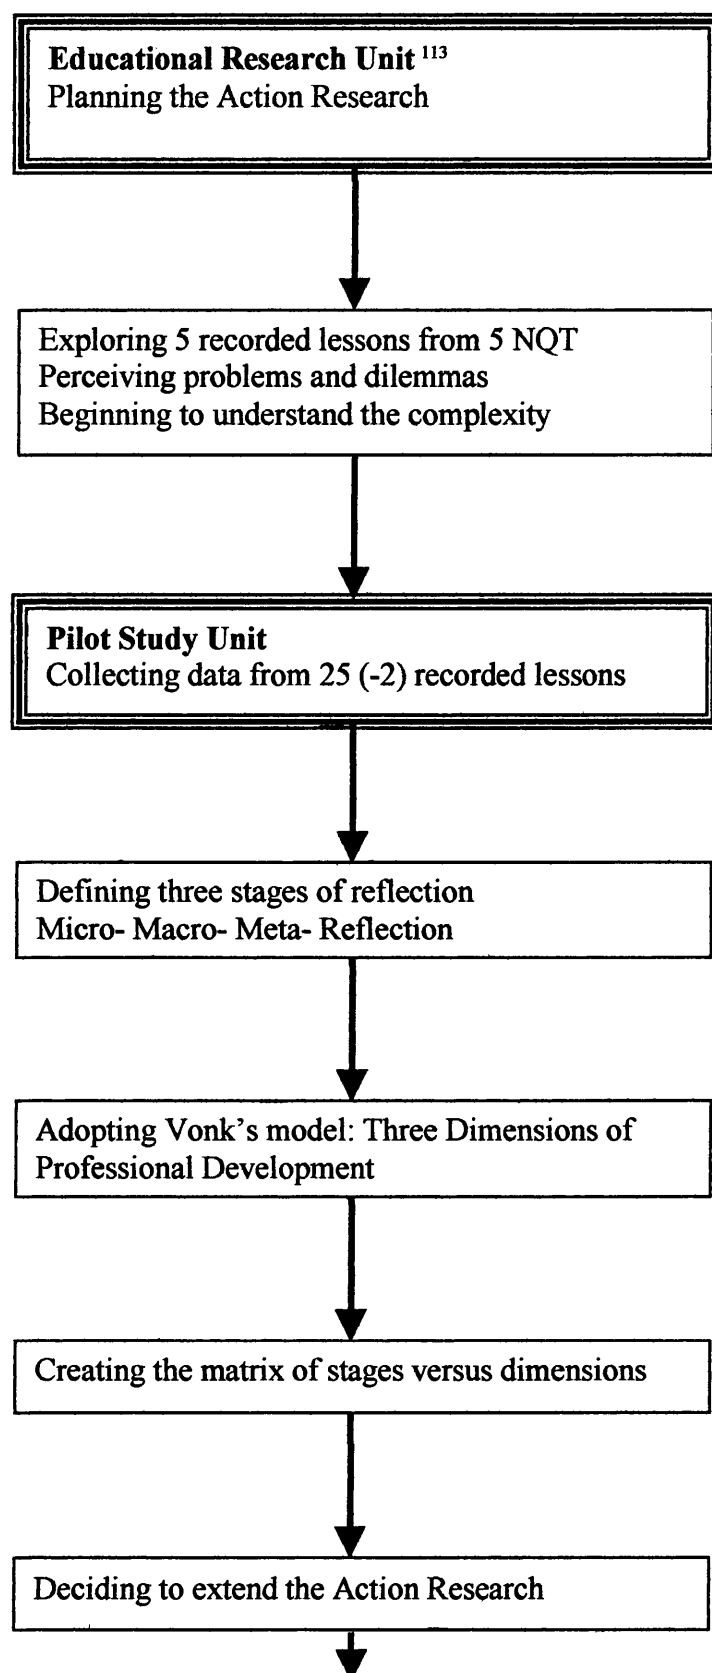 Educational Research Unit 113
Planning the Action Research
Exploring 5 recorded lessons from 5 NQT
Perceiving problems and dilemmas
Beginning to understand the complexity
Pilot Study Unit
Collecting data from 25 (-2) recorded lessons
Defining three stages of reflection
Micro- Macro- Meta- Reflection
Adopting Vonk's model: Three Dimensions of
Professional Development
Creating the matrix of stages versus dimensions
Deciding to extend the Action Research